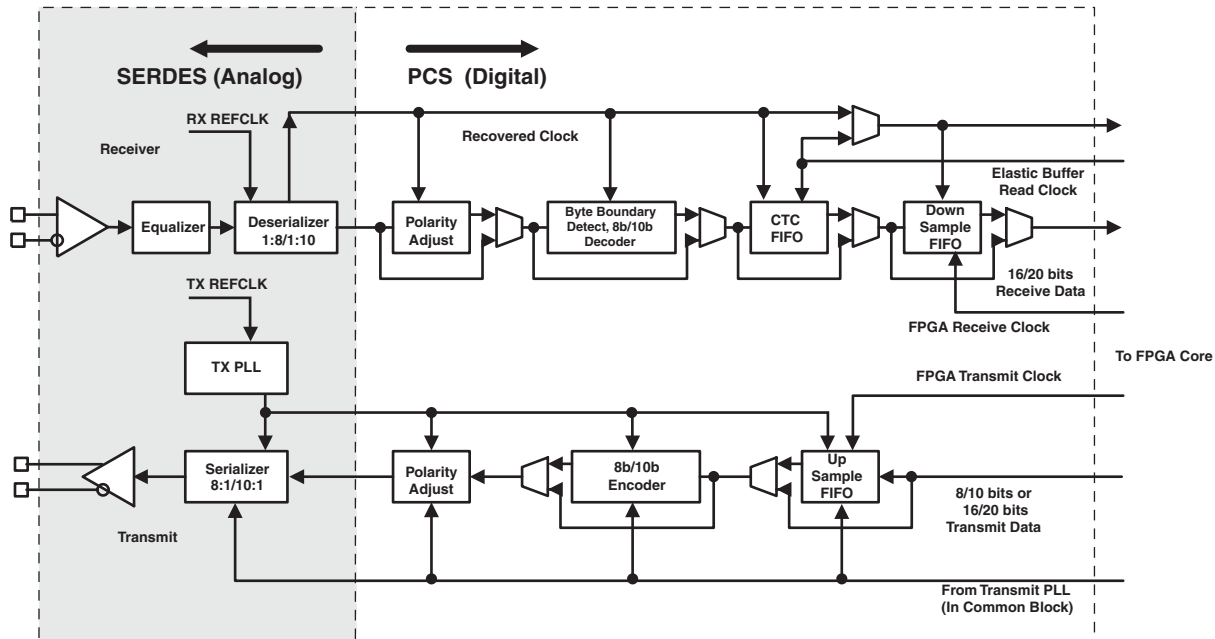 SERDES (Analog)
PCS (Digital)
RX REFCLK
Receiver
Recovered Clock
Elastic Buffer
Read Clock
Equalizer
Deserializer
1:8/1:10
Polarity
Adjust
Byte Boundary
Detect, 8b/10b
Decoder
CTC
FIFO
Down
Sample
FIFO
16/20 bits
Receive Data
TX REFCLK
FPGA Receive Clock
TX PLL
To FPGA Core
FPGA Transmit Clock
Serializer
8:1/10:1
Polarity
Adjust
8b/10b
Encoder
Up
Sample
FIFO
8/10 bits or
16/20 bits
Transmit Data
Transmit
From Transmit PLL
(In Common Block)